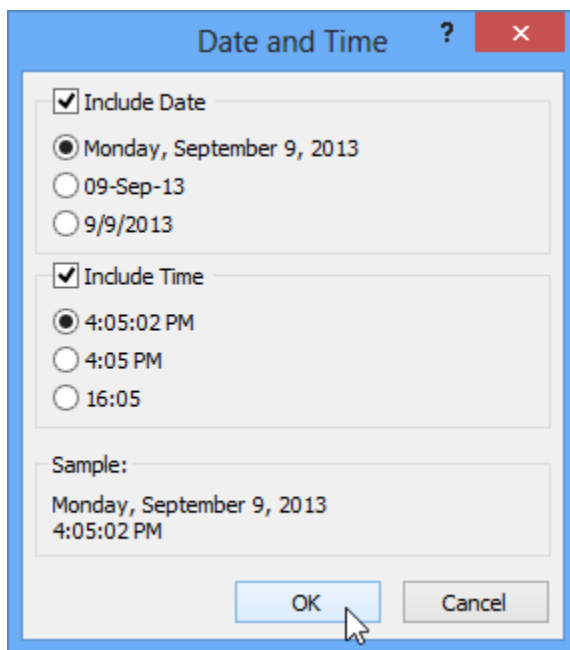 Date and Time
?
Include Date
Monday, September 9, 2013
09-Sep-13
9/9/2013
Include Time
4:05:02 PM
4:05 PM
16:05
Sample:
Monday, September 9, 2013
4:05:02 PM
OK
Cancel